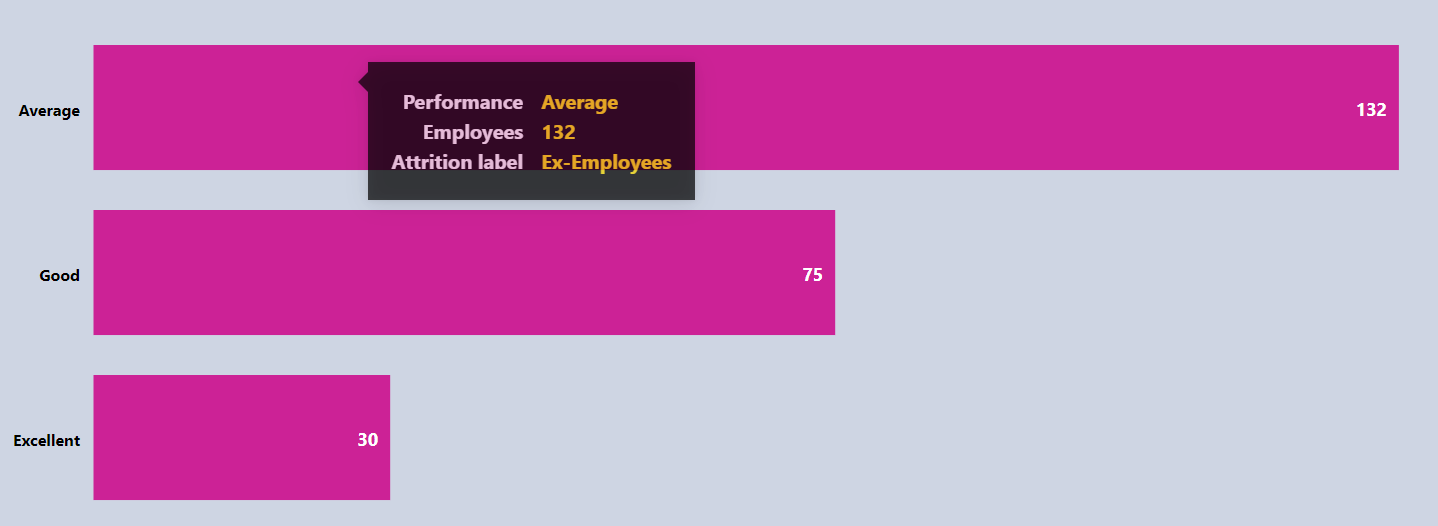 Performance Average
Employees 132
Attrition label Ex-Employees
Average 132
Good 75
Excellent 30